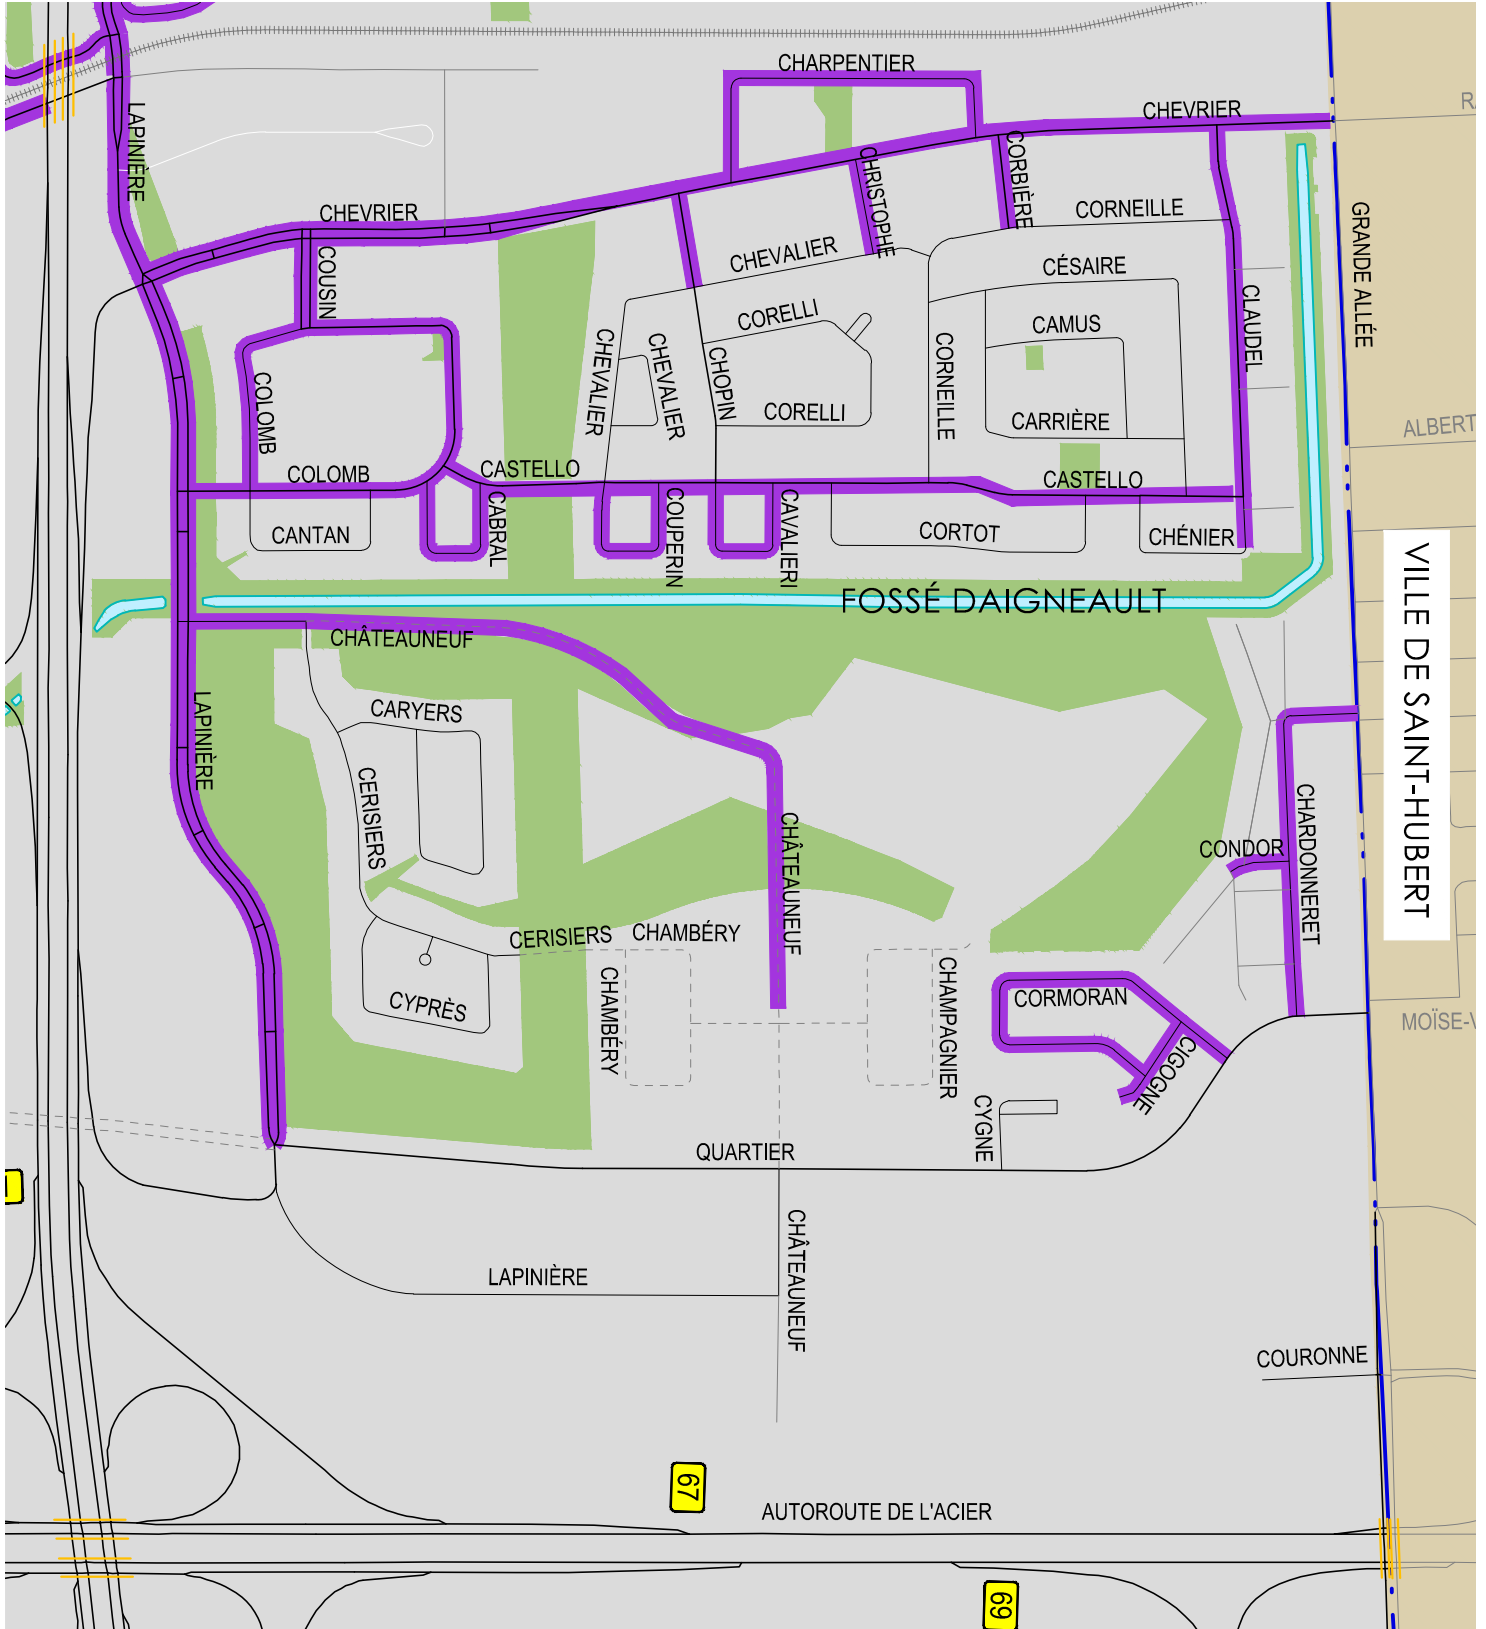 CHARPENTIER
CHEVRIER
R
LAPINIÈRE
CHEVRIER
CHRISTOPHE
CORBIÈRE
CORNEILLE
GRANDE ALLÉE
COUSIN
CHEVALIER
CÉSAIRE
CORELLI
CAMUS
CLAUDEL
CHEVALIER
CHEVALIER
CHOPIN
CORNEILLE
COLOMB
CORELLI
CARRIÈRE
ALBERT
COLOMB
CASTELLO
CASTELLO
CABRAL
COUPERIN
CAVALIERI
CANTAN
CORTOT
CHÉNIER
FOSSÉ DAIGNEAULT
VILLE DE SAINT-HUBERT
CHÂTEAUNEUF
LAPINIÈRE
CARYERS
CERISIERS
CHÂTEAUNEUF
CONDOR
CHARDONNERET
CERISIERS
CHAMBÉRY
CHAMBÉRY
CHAMPAGNIER
CYPRÈS
CORMORAN
MOÏSE-V
CIGOGNE
CYGNE
QUARTIER
CHÂTEAUNEUF
LAPINIÈRE
COURONNE
67
AUTOROUTE DE L'ACIER
69